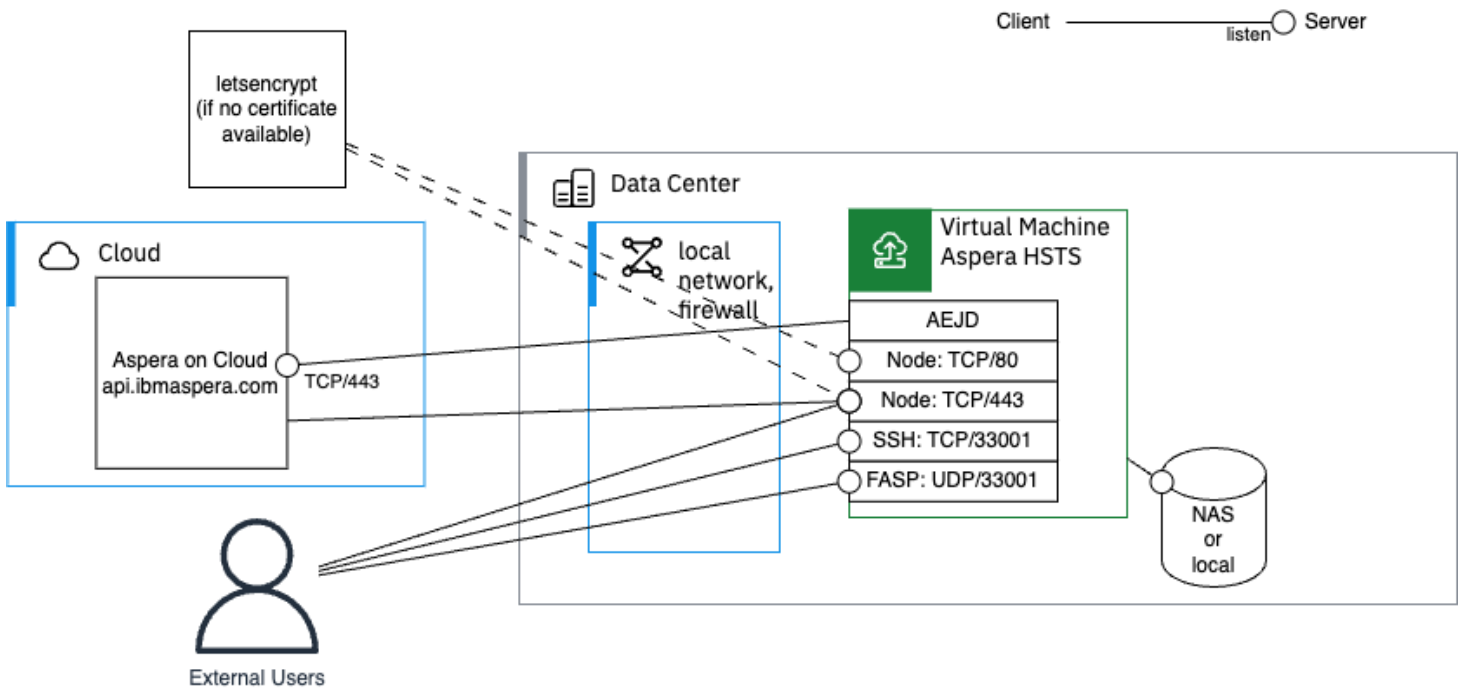 Client
listen
Server
letsencrypt
(if no certificate
available)
Data Center
Cloud
local
network,
firewall
Virtual Machine
Aspera HSTS
Aspera on Cloud
api.ibmaspera.com
TCP/443
AEJD
Node: TCP/80
Node: TCP/443
SSH: TCP/33001
FASP: UDP/33001
NAS
or
local
External Users